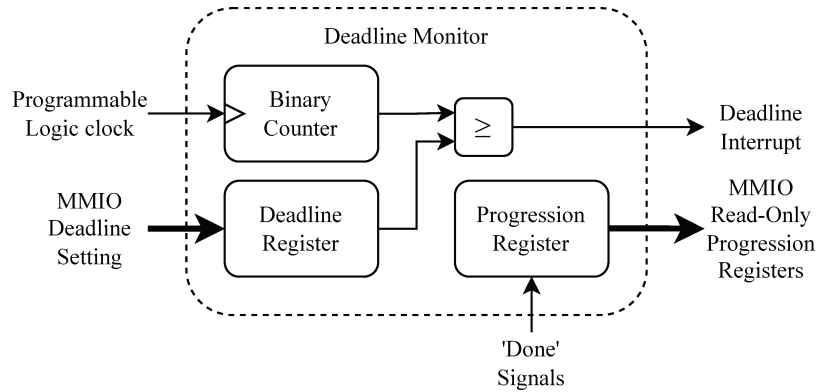 Deadline Monitor
Programmable
Logic clock
Binary
Counter
≥
Deadline
Interrupt
MMIO
Deadline
Setting
Deadline
Register
Progression
Register
MMIO
Read-Only
Progression
Registers
'Done'
Signals